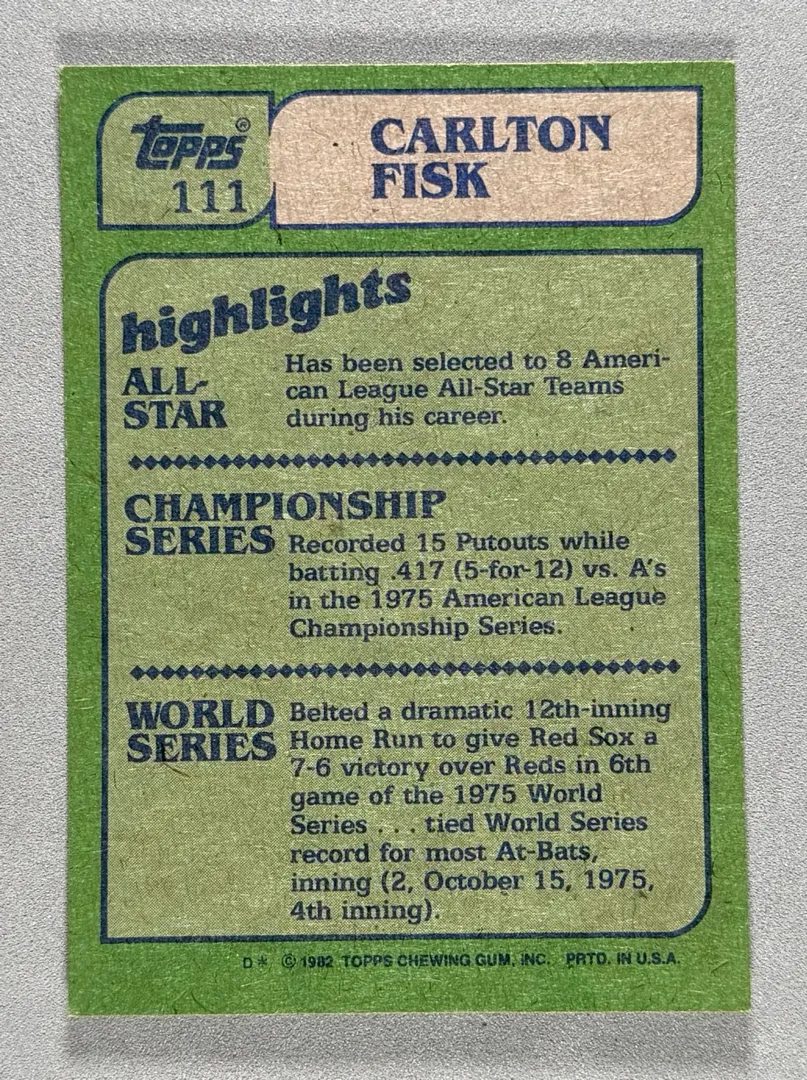 topps®
111
CARLTON
FISK
highlights
ALL-
STAR
Has been selected to 8 Ameri-
can League All-Star Teams
during his career.
CHAMPIONSHIP
SERIES
Recorded 15 Putouts while
batting .417 (5-for-12) vs. A's
in the 1975 American League
Championship Series.
WORLD
SERIES
Belted a dramatic 12th-inning
Home Run to give Red Sox a
7-6 victory over Reds in 6th
game of the 1975 World
Series . . . tied World Series
record for most At-Bats,
inning (2, October 15, 1975,
4th inning).
D* © 1982 TOPPS CHEWING GUM, INC. PRTD. IN U.S.A.